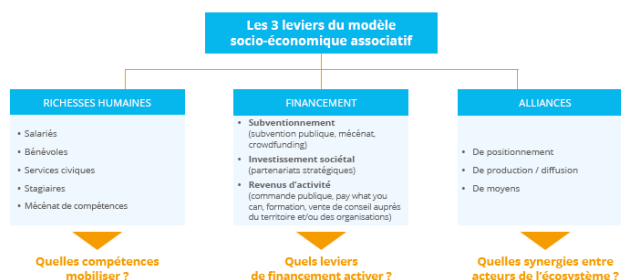 Les 3 leviers du modèle
socio-économique associatif
RICHESSES HUMAINES
• Salariés
• Bénévoles
• Services civiques
• Stagiaires
• Mécénat de compétences
Quelles compétences
mobiliser ?
FINANCEMENT
• Subventionnement
(subvention publique, mécénat,
crowdfunding)
• Investissement sociétal
(partenariats stratégiques)
• Revenus d'activité
(commande publique, pay what you
can, formation, vente de conseil auprès
du territoire et/ou des organisations)
Quels leviers
de financement activer ?
ALLIANCES
• De positionnement
• De production / diffusion
• De moyens
Quelles synergies entre
acteurs de l'écosystème ?